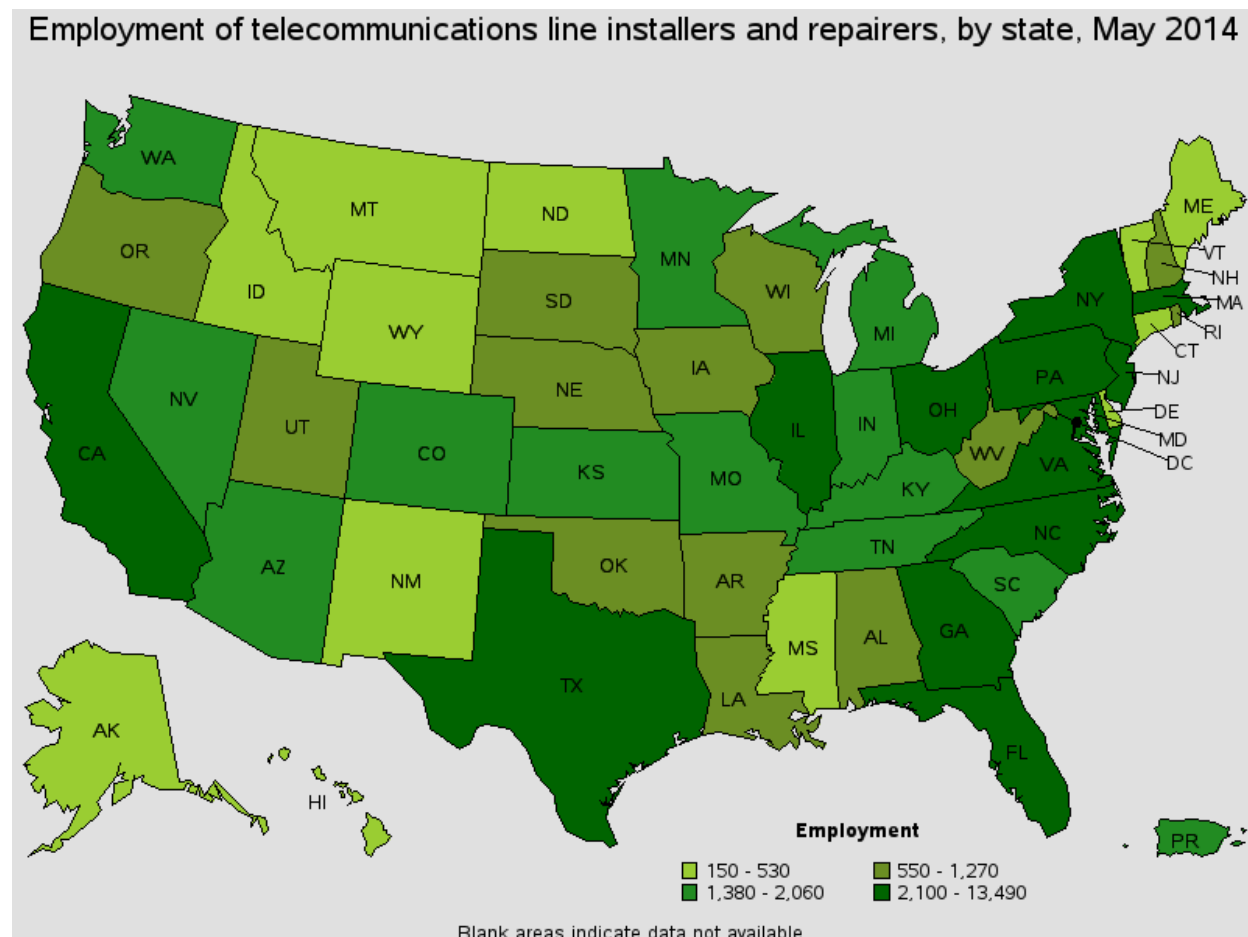 Employment of telecommunications line installers and repairers, by state, May 2014
WA
MT
ND
ME
OR
MN
VT
ID
SD
WI
NH
WY
NY
MA
MI
RI
IA
CT
NV
NE
PA
NJ
UT
OH
DE
CA
CO
IL
IN
MD
KS
MO
WV
VA
DC
KY
AZ
NM
OK
TN
NC
AR
SC
MS
AL
GA
TX
LA
AK
FL
HI
PR
Employment
150 - 530
550 - 1,270
1,380 - 2,060
2,100 - 13,490
Blank areas indicate data not available